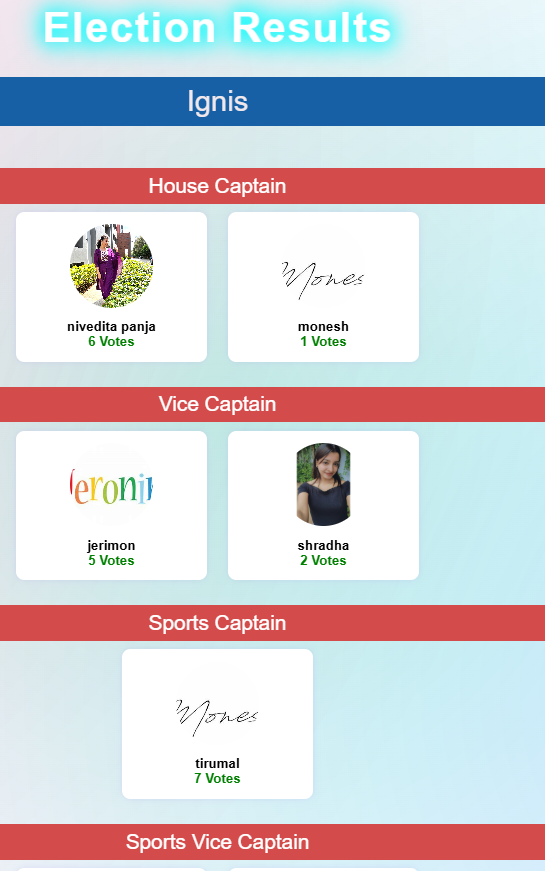 Election Results
Ignis
House Captain
nivedita panja
6 Votes
Mones
monesh
1 Votes
Vice Captain
jerimon
5 Votes
shradha
2 Votes
Sports Captain
Mones
tirumal
7 Votes
Sports Vice Captain